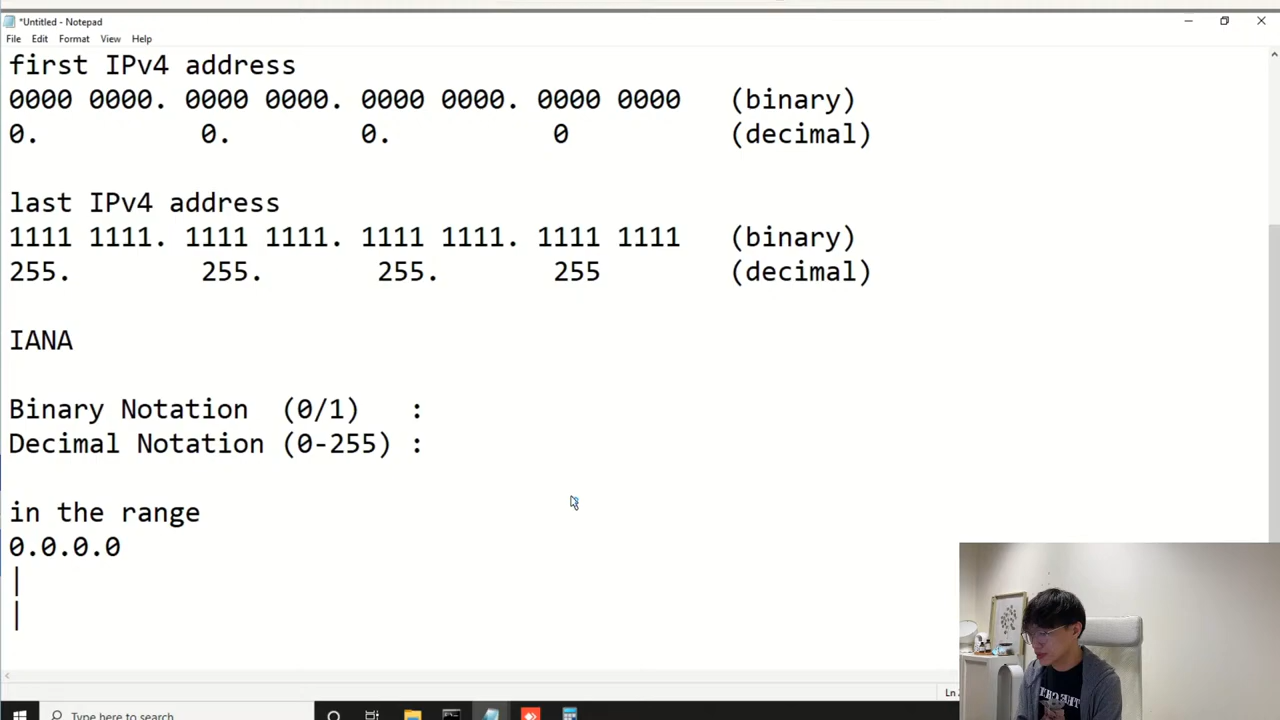 *Untitled - Notepad
File Edit Format View Help
first IPv4 address
0000 0000. 0000 0000. 0000 0000. 0000 0000 (binary)
0. 0. 0. 0 (decimal)
last IPv4 address
1111 1111. 1111 1111. 1111 1111. 1111 1111 (binary)
255. 255. 255. 255 (decimal)
IANA
Binary Notation (0/1) :
Decimal Notation (0-255) :
in the range
0.0.0.0
|
|
Ln
Type here to search